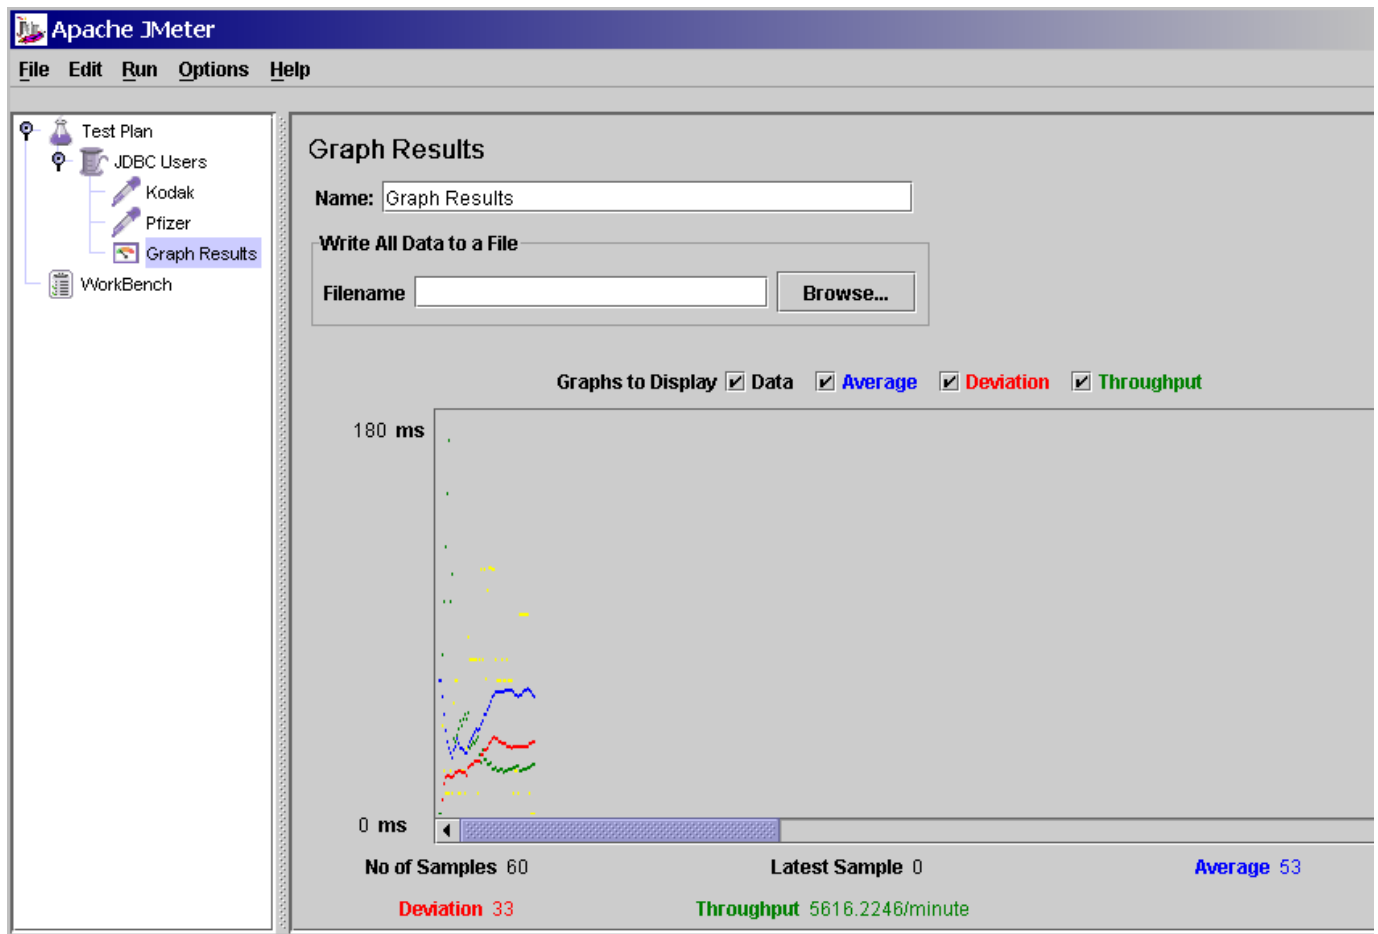 Apache JMeter
File Edit Run Options Help
Test Plan
JDBC Users
Kodak
Pfizer
Graph Results
WorkBench
Graph Results
Name: Graph Results
Write All Data to a File
Filename Browse...
Graphs to Display Data Average Deviation Throughput
180 ms
0 ms
No of Samples 60 Latest Sample 0 Average 53
Deviation 33 Throughput 5616.2246/minute